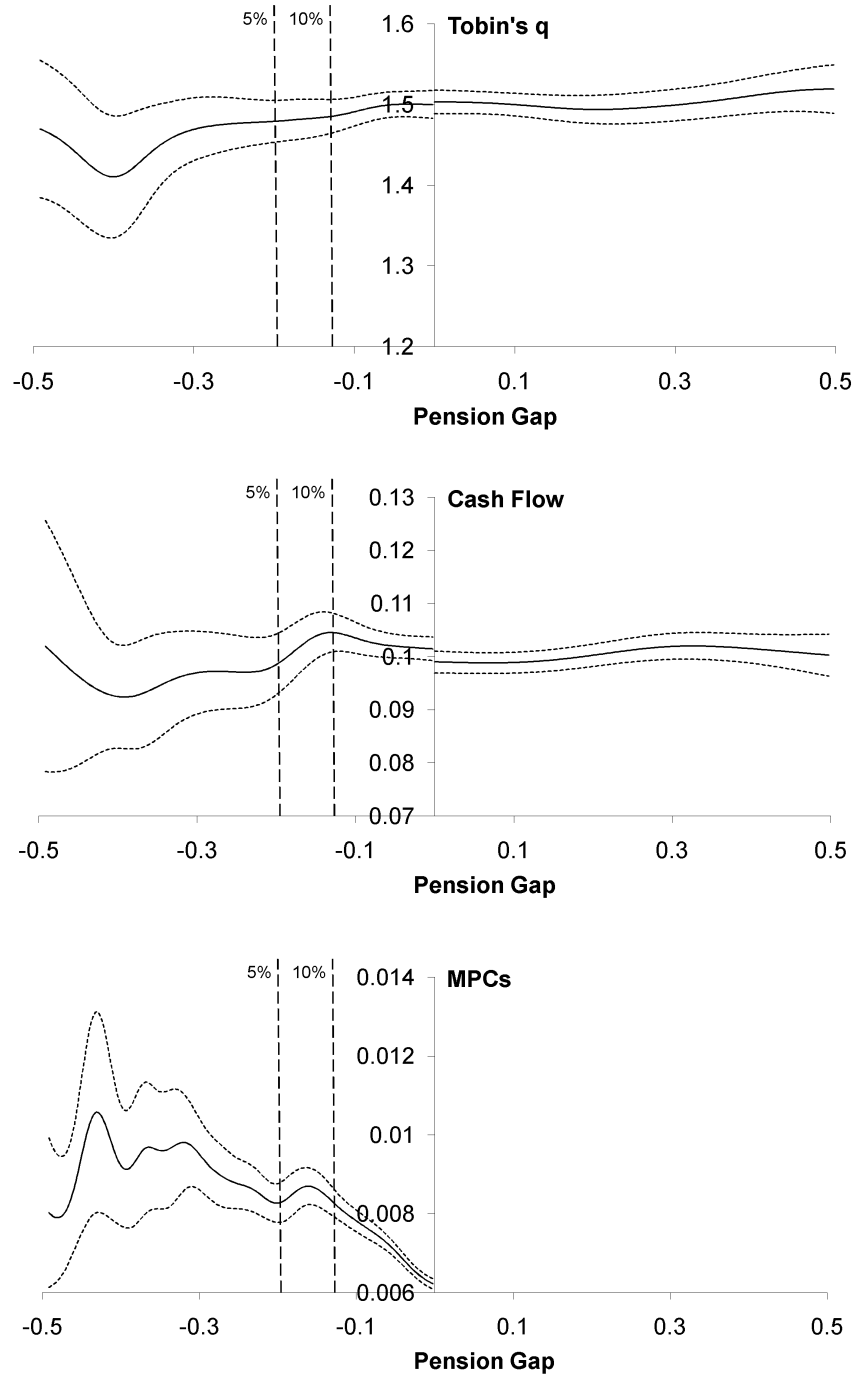 5% 10% 1.6 Tobin's q
1.5
1.4
1.3
1.2
-0.5 -0.3 -0.1 0.1 0.3 0.5
Pension Gap
5% 10% 0.13 Cash Flow
0.12
0.11
0.1
0.09
0.08
0.07
-0.5 -0.3 -0.1 0.1 0.3 0.5
Pension Gap
5% 10% 0.014 MPCs
0.012
0.01
0.008
0.006
-0.5 -0.3 -0.1 0.1 0.3 0.5
Pension Gap